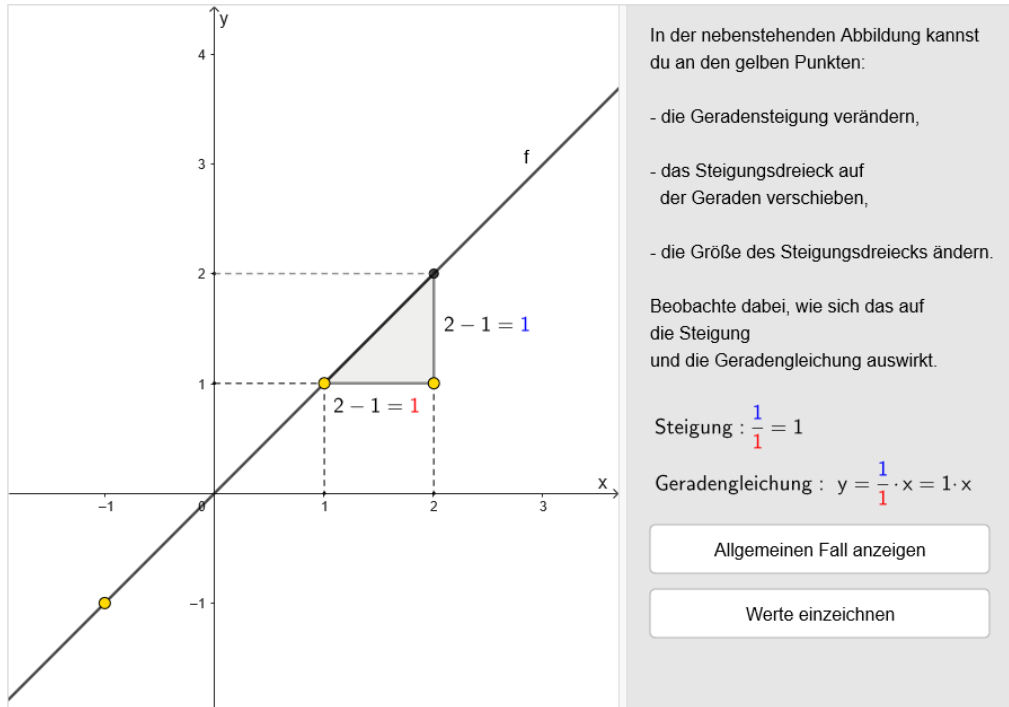 y
4
3
f
2
2 − 1 = 1
1
2 − 1 = 1
x
−1
0
1
2
3
−1
In der nebenstehenden Abbildung kannst
du an den gelben Punkten:
- die Geradensteigung verändern,
- das Steigungsdreieck auf
der Geraden verschieben,
- die Größe des Steigungsdreiecks ändern.
Beobachte dabei, wie sich das auf
die Steigung
und die Geradengleichung auswirkt.
Steigung : 1/1 = 1
Geradengleichung : y = 1/1 · x = 1 · x
Allgemeinen Fall anzeigen
Werte einzeichnen